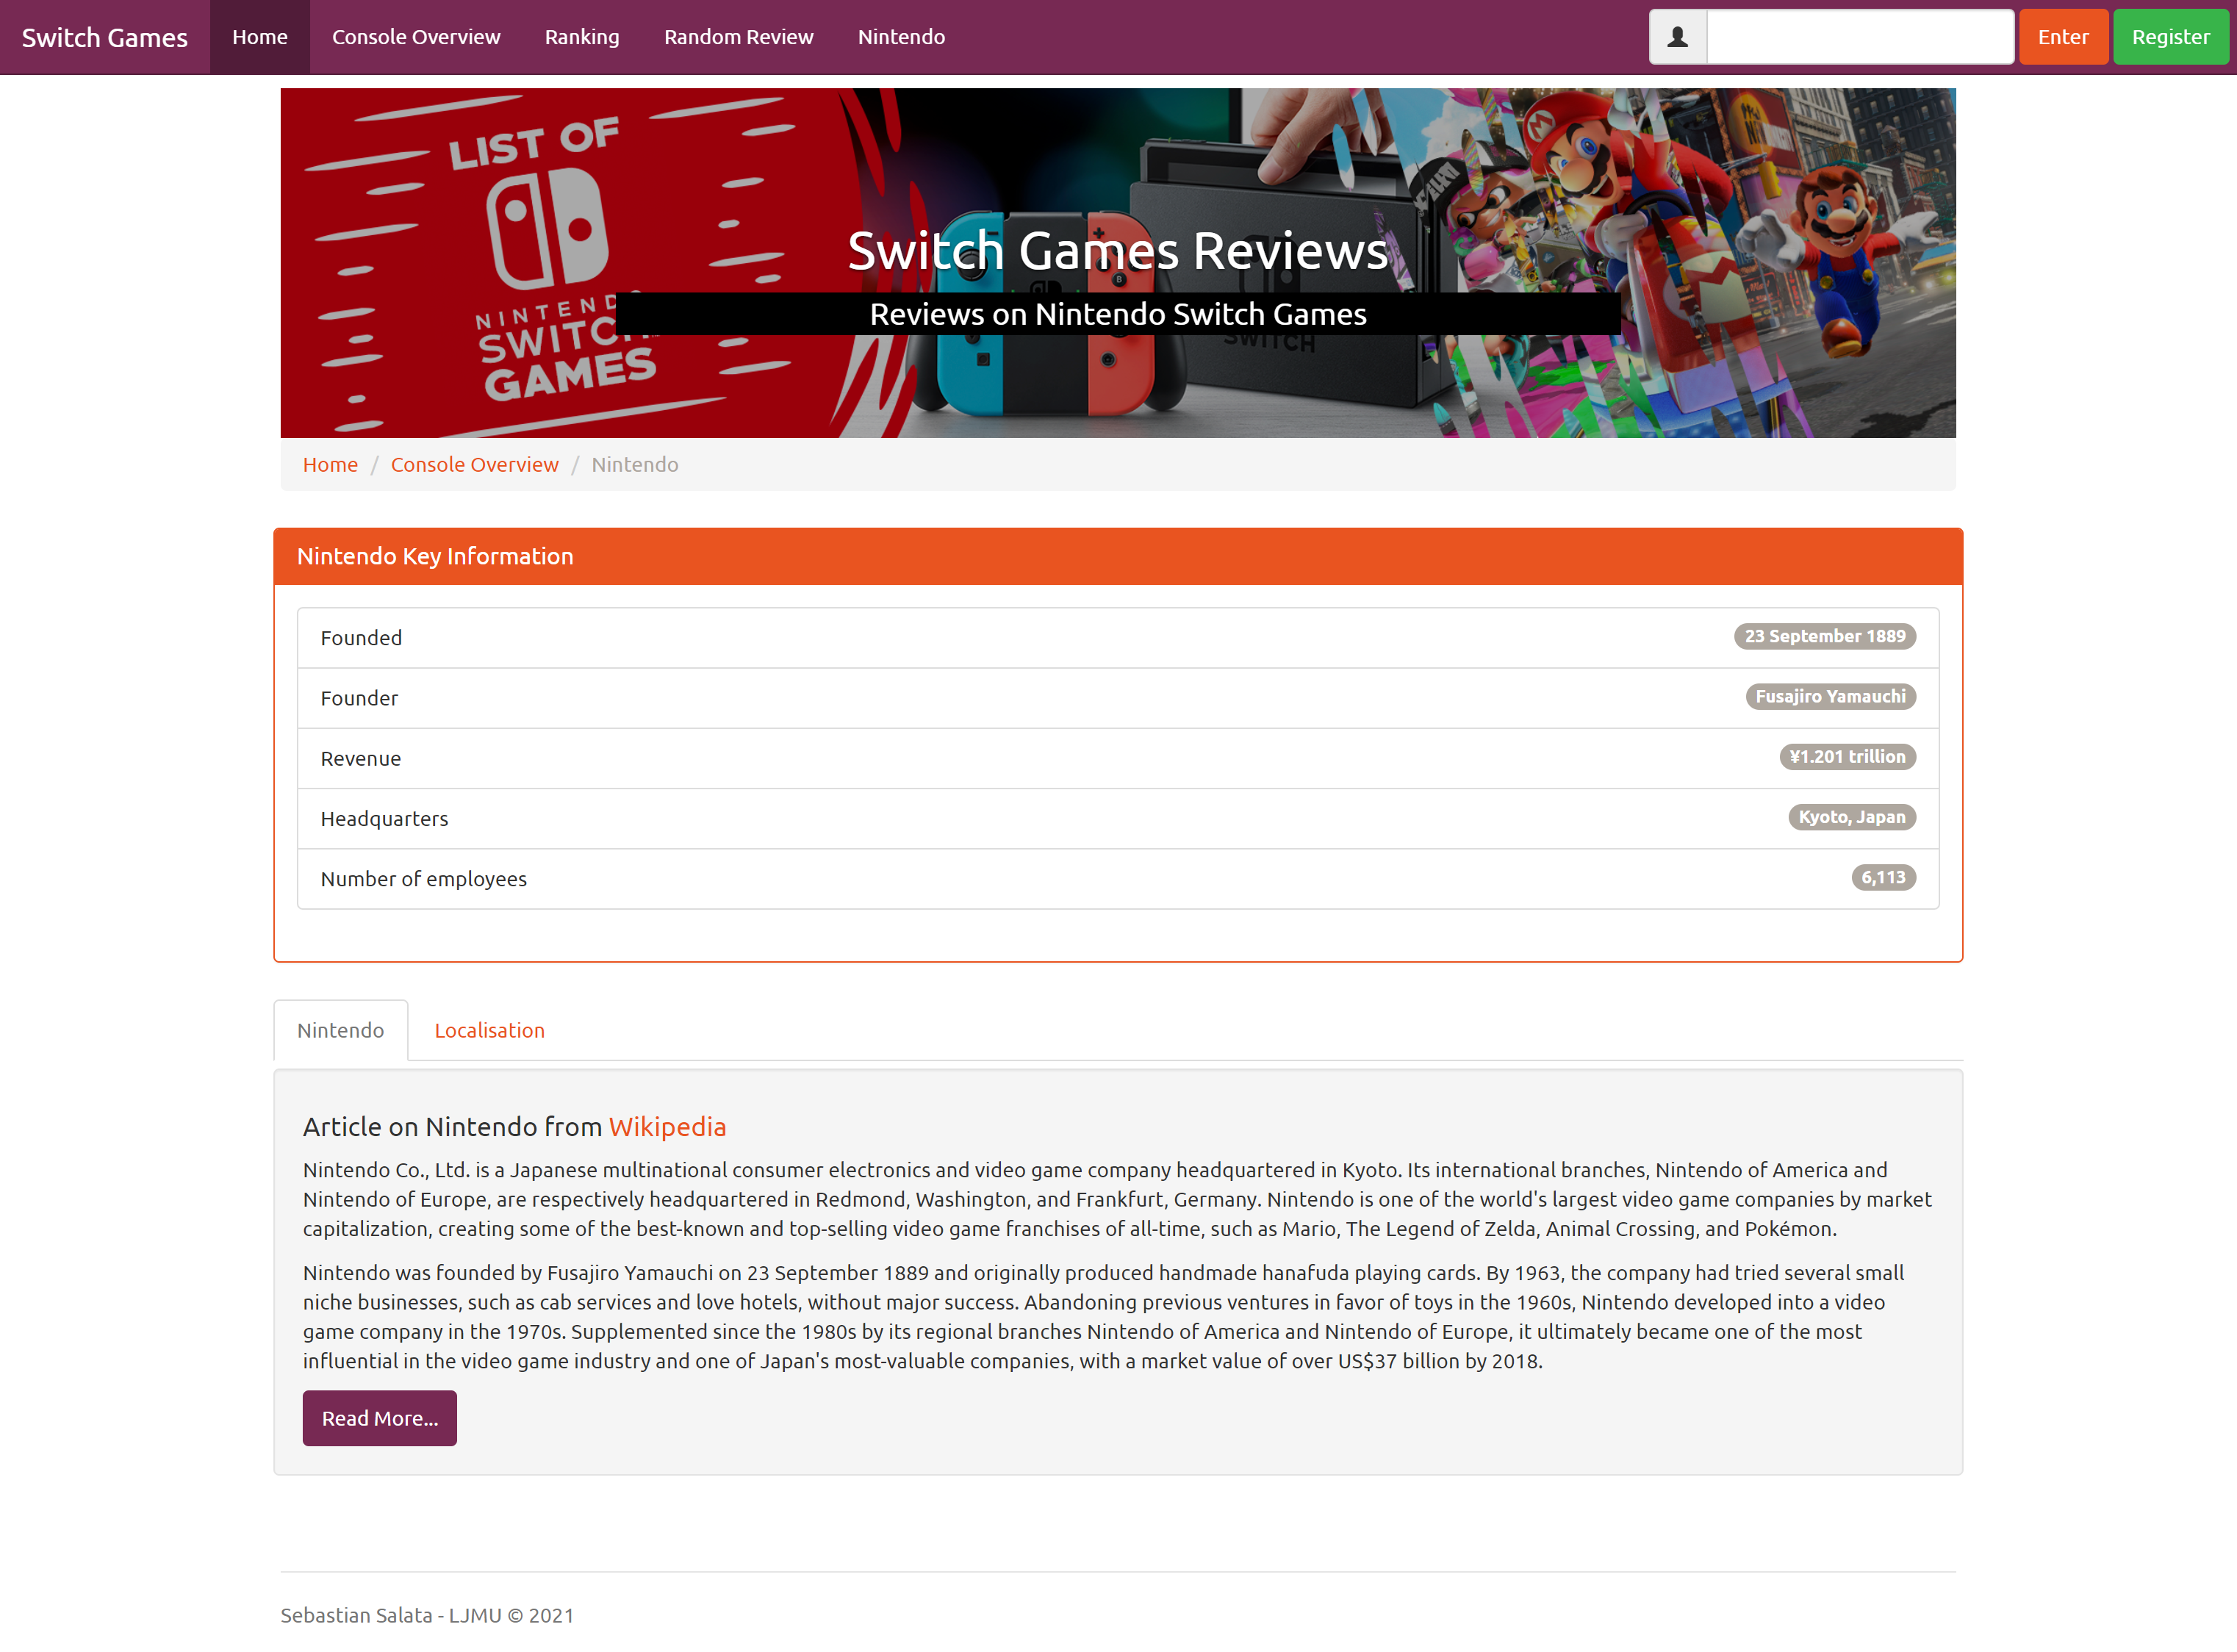 Switch Games Home Console Overview Ranking Random Review Nintendo Enter Register
LIST OF
NINTENDO
SWITCH
GAMES
Switch Games Reviews
Reviews on Nintendo Switch Games
SWITCH
Home / Console Overview / Nintendo
Nintendo Key Information
Founded 23 September 1889
Founder Fusajiro Yamauchi
Revenue ¥1.201 trillion
Headquarters Kyoto, Japan
Number of employees 6,113
Nintendo Localisation
Article on Nintendo from Wikipedia
Nintendo Co., Ltd. is a Japanese multinational consumer electronics and video game company headquartered in Kyoto. Its international branches, Nintendo of America and
Nintendo of Europe, are respectively headquartered in Redmond, Washington, and Frankfurt, Germany. Nintendo is one of the world's largest video game companies by market
capitalization, creating some of the best-known and top-selling video game franchises of all-time, such as Mario, The Legend of Zelda, Animal Crossing, and Pokémon.
Nintendo was founded by Fusajiro Yamauchi on 23 September 1889 and originally produced handmade hanafuda playing cards. By 1963, the company had tried several small
niche businesses, such as cab services and love hotels, without major success. Abandoning previous ventures in favor of toys in the 1960s, Nintendo developed into a video
game company in the 1970s. Supplemented since the 1980s by its regional branches Nintendo of America and Nintendo of Europe, it ultimately became one of the most
influential in the video game industry and one of Japan's most-valuable companies, with a market value of over US$37 billion by 2018.
Read More...
Sebastian Salata - LJMU © 2021